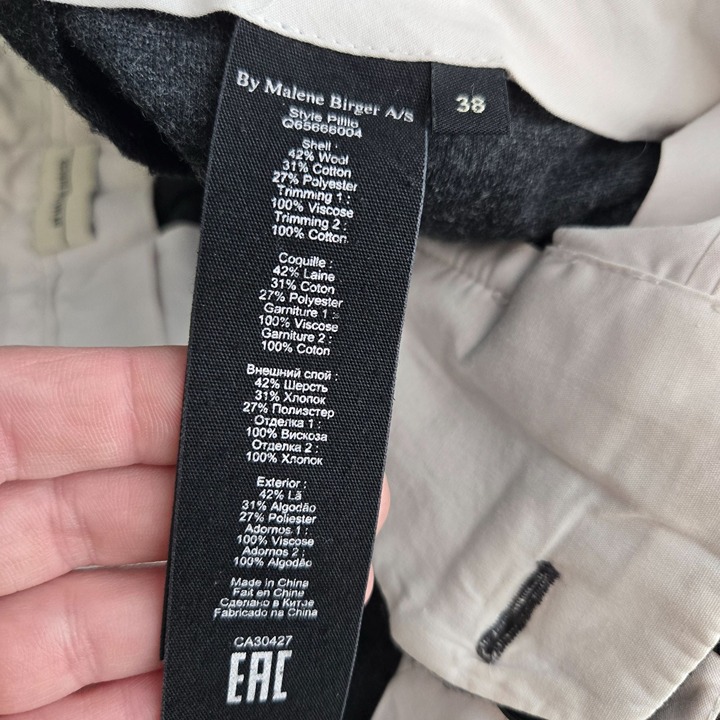 By Malene Birger A/s
38
Style Pillio
Q65668004
Shell :
42% Wool
31% Cotton
27% Polyester
Trimming 1 :
100% Viscose
Trimming 2 :
100% Cotton
Coquille :
42% Laine
31% Coton
27% Polyester
Garniture 1 :
100% Viscose
Garniture 2 :
100% Coton
Внешний слой :
42% Шерсть
31% Хлопок
27% Полиэстер
Отделка 1 :
100% Вискоза
Отделка 2 :
100% Хлопок
Exterior :
42% Lã
31% Algodão
27% Poliester
Adornos 1 :
100% Viscose
Adornos 2 :
100% Algodão
Made in China
Fait en Chine
Сделано в Китае
Fabricado na China
CA30427
EAC